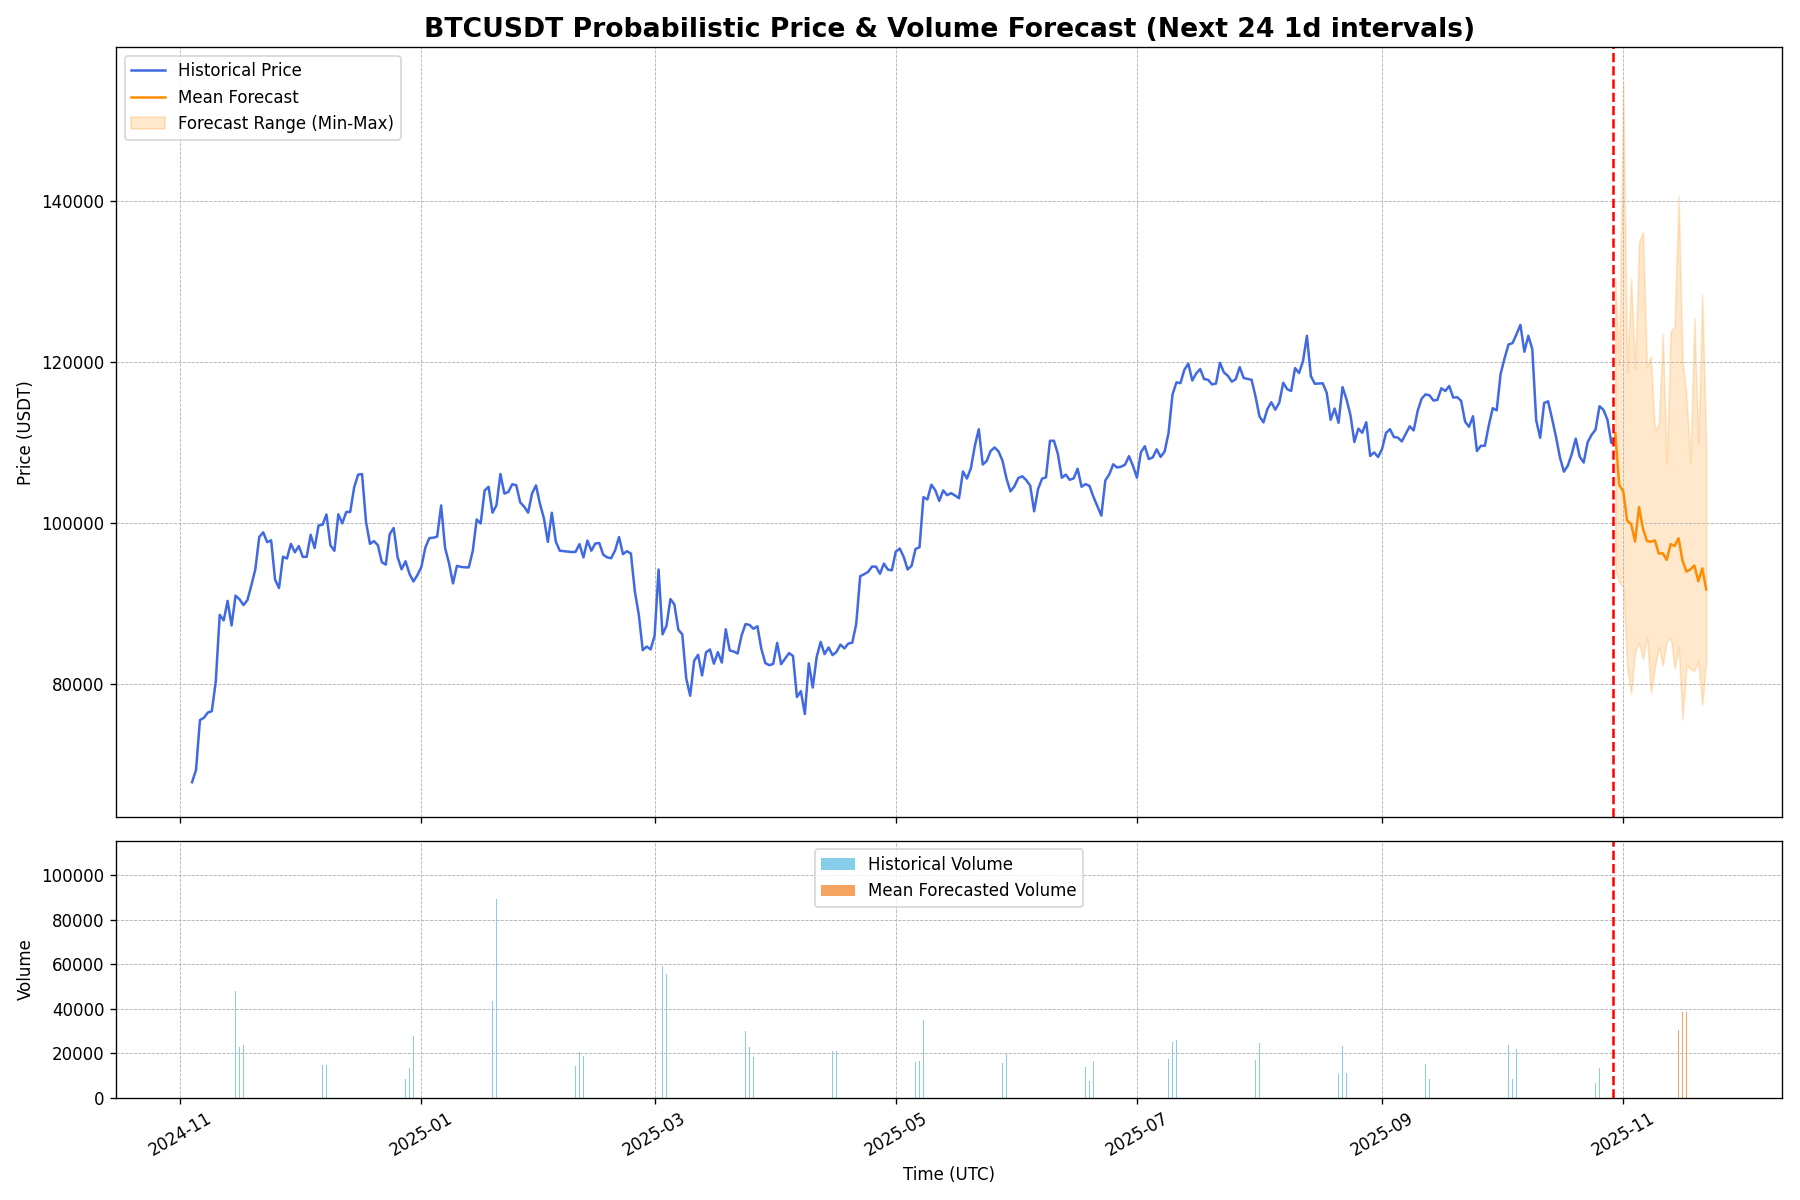 BTCUSDT Probabilistic Price & Volume Forecast (Next 24 1d intervals)
Historical Price
Mean Forecast
Forecast Range (Min-Max)
Price (USDT)
140000
120000
100000
80000
Historical Volume
Mean Forecasted Volume
Volume
100000
80000
60000
40000
20000
0
2024-11
2025-01
2025-03
2025-05
2025-07
2025-09
2025-11
Time (UTC)